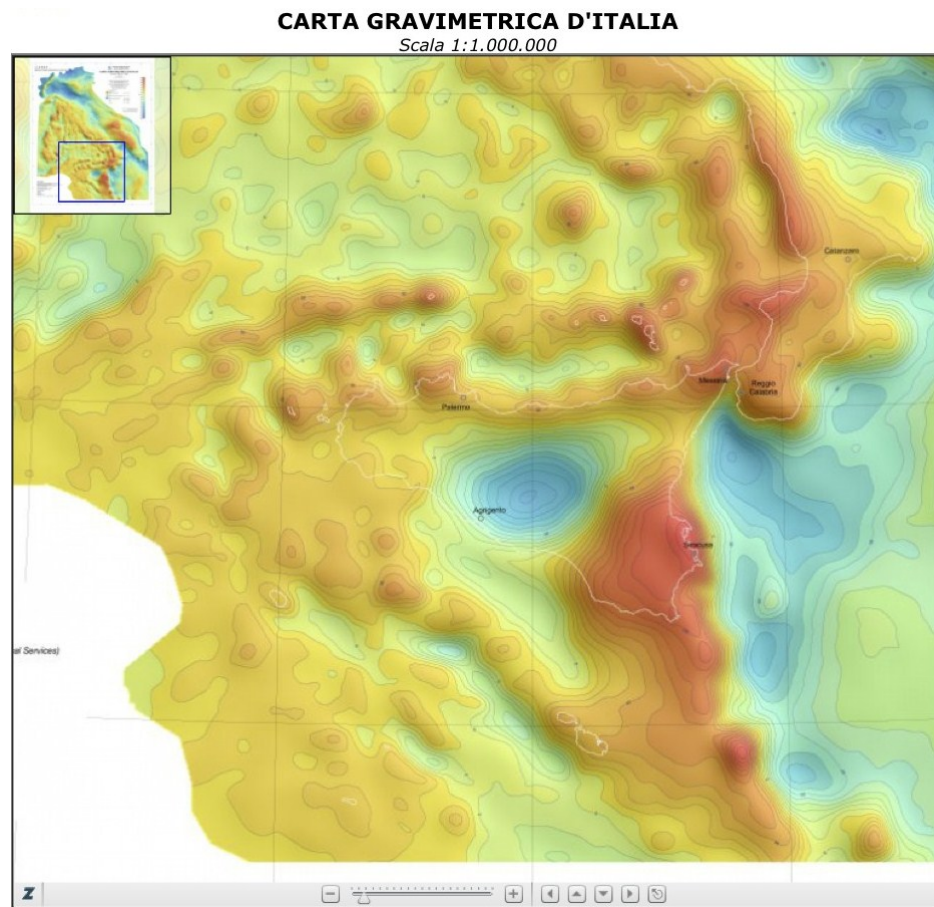 CARTA GRAVIMETRICA D'ITALIA
Scala 1:1.000.000
Catanzaro
Messina
Reggio
Calabria
Palermo
Agrigento
Siracusa
al Services)
Z